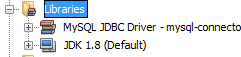 Libraries
MySQL JDBC Driver - mysql-connecto
JDK 1.8 (Default)